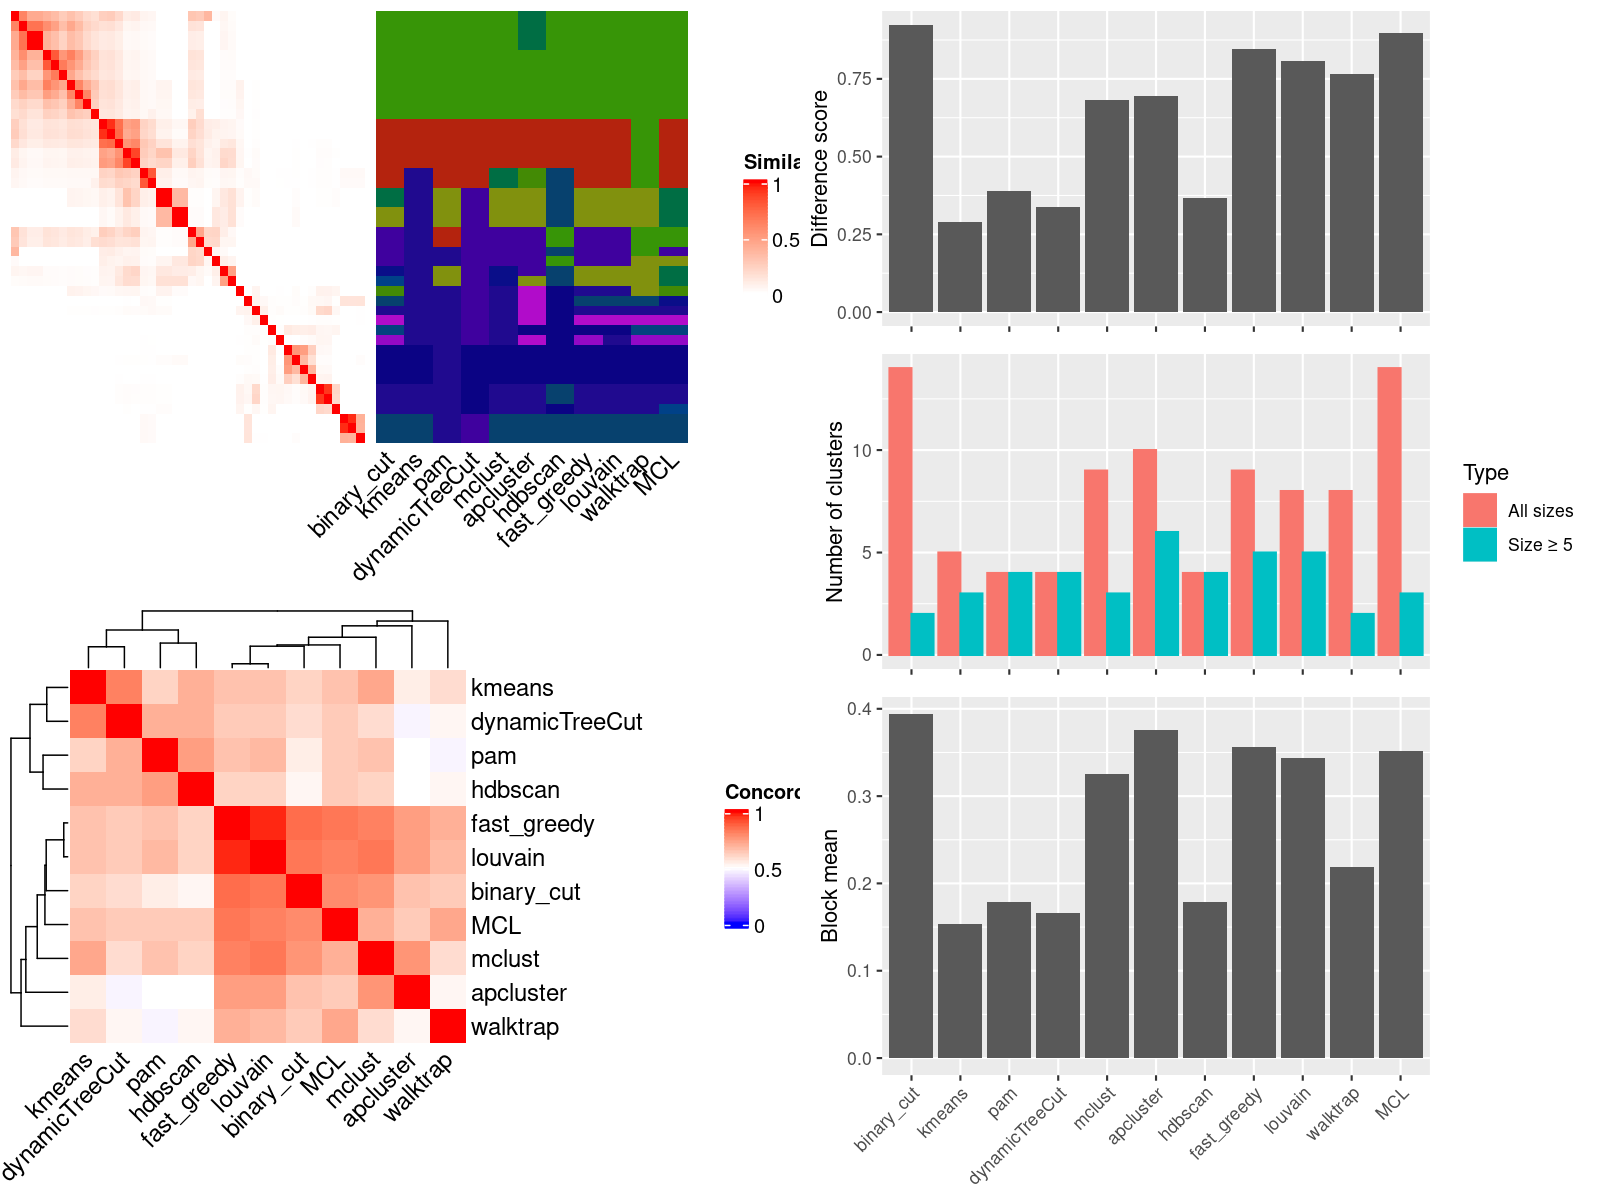 Simila
1
0.5
0
binary_cut
kmeans
pam
dynamicTreeCut
mclust
apcluster
hdbscan
fast_greedy
louvain
walktrap
MCL
kmeans
dynamicTreeCut
pam
hdbscan
fast_greedy
louvain
binary_cut
MCL
mclust
apcluster
walktrap
Concord
1
0.5
0
kmeans
dynamicTreeCut
pam
hdbscan
fast_greedy
louvain
binary_cut
MCL
mclust
apcluster
walktrap
Difference score
0.75
0.50
0.25
0.00
Number of clusters
10
5
0
Type
All sizes
Size ≥ 5
Block mean
0.4
0.3
0.2
0.1
0.0
binary_cut
kmeans
pam
dynamicTreeCut
mclust
apcluster
hdbscan
fast_greedy
louvain
walktrap
MCL